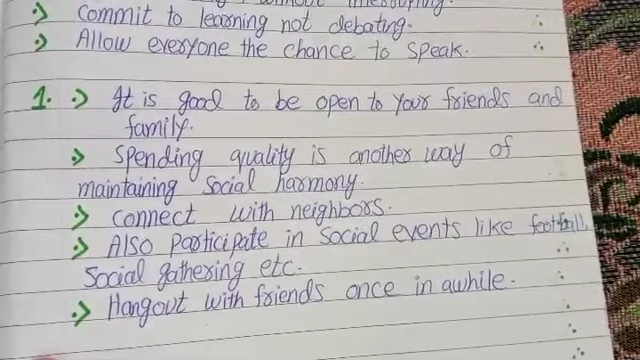 without interrupting.
Commit to learning not debating.
Allow everyone the chance to speak.
1. It is good to be open to your friends and
family.
Spending quality is another way of
maintaining social harmony.
Connect with neighbors.
Also participate in social events like football,
Social gathering etc.
Hangout with friends once in awhile.